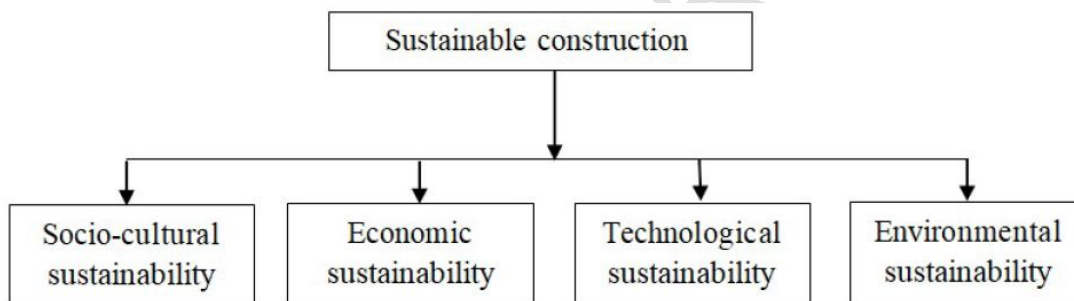 Sustainable construction
Socio-cultural
sustainability
Economic
sustainability
Technological
sustainability
Environmental
sustainability